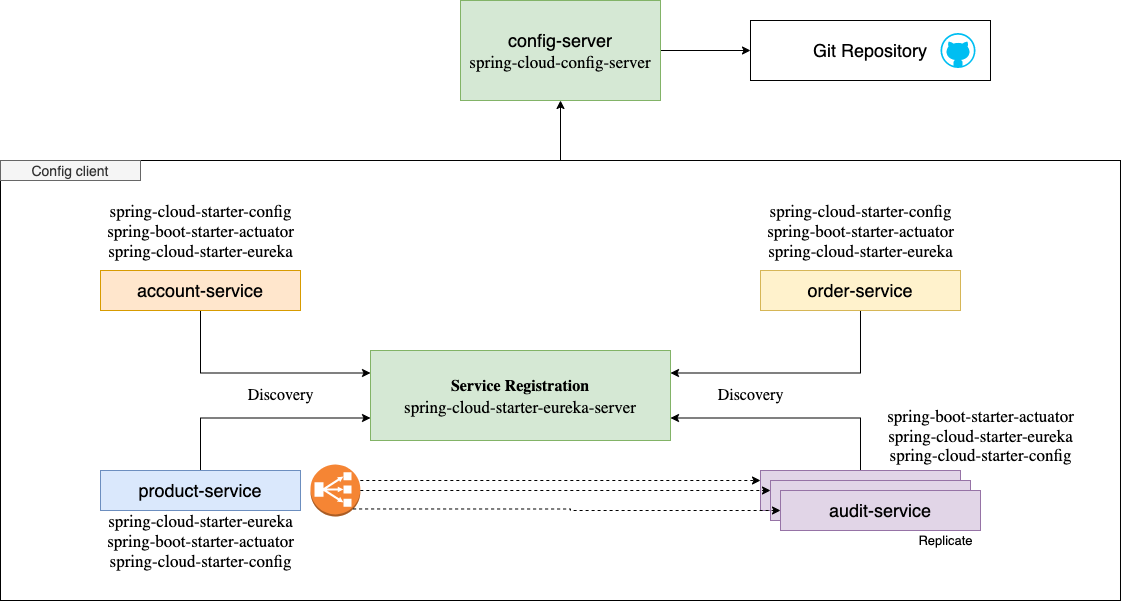 config-server
spring-cloud-config-server
Git Repository
Config client
spring-cloud-starter-config
spring-boot-starter-actuator
spring-cloud-starter-eureka
account-service
spring-cloud-starter-config
spring-boot-starter-actuator
spring-cloud-starter-eureka
order-service
Service Registration
spring-cloud-starter-eureka-server
Discovery
Discovery
product-service
spring-cloud-starter-eureka
spring-boot-starter-actuator
spring-cloud-starter-config
spring-boot-starter-actuator
spring-cloud-starter-eureka
spring-cloud-starter-config
audit-service
Replicate